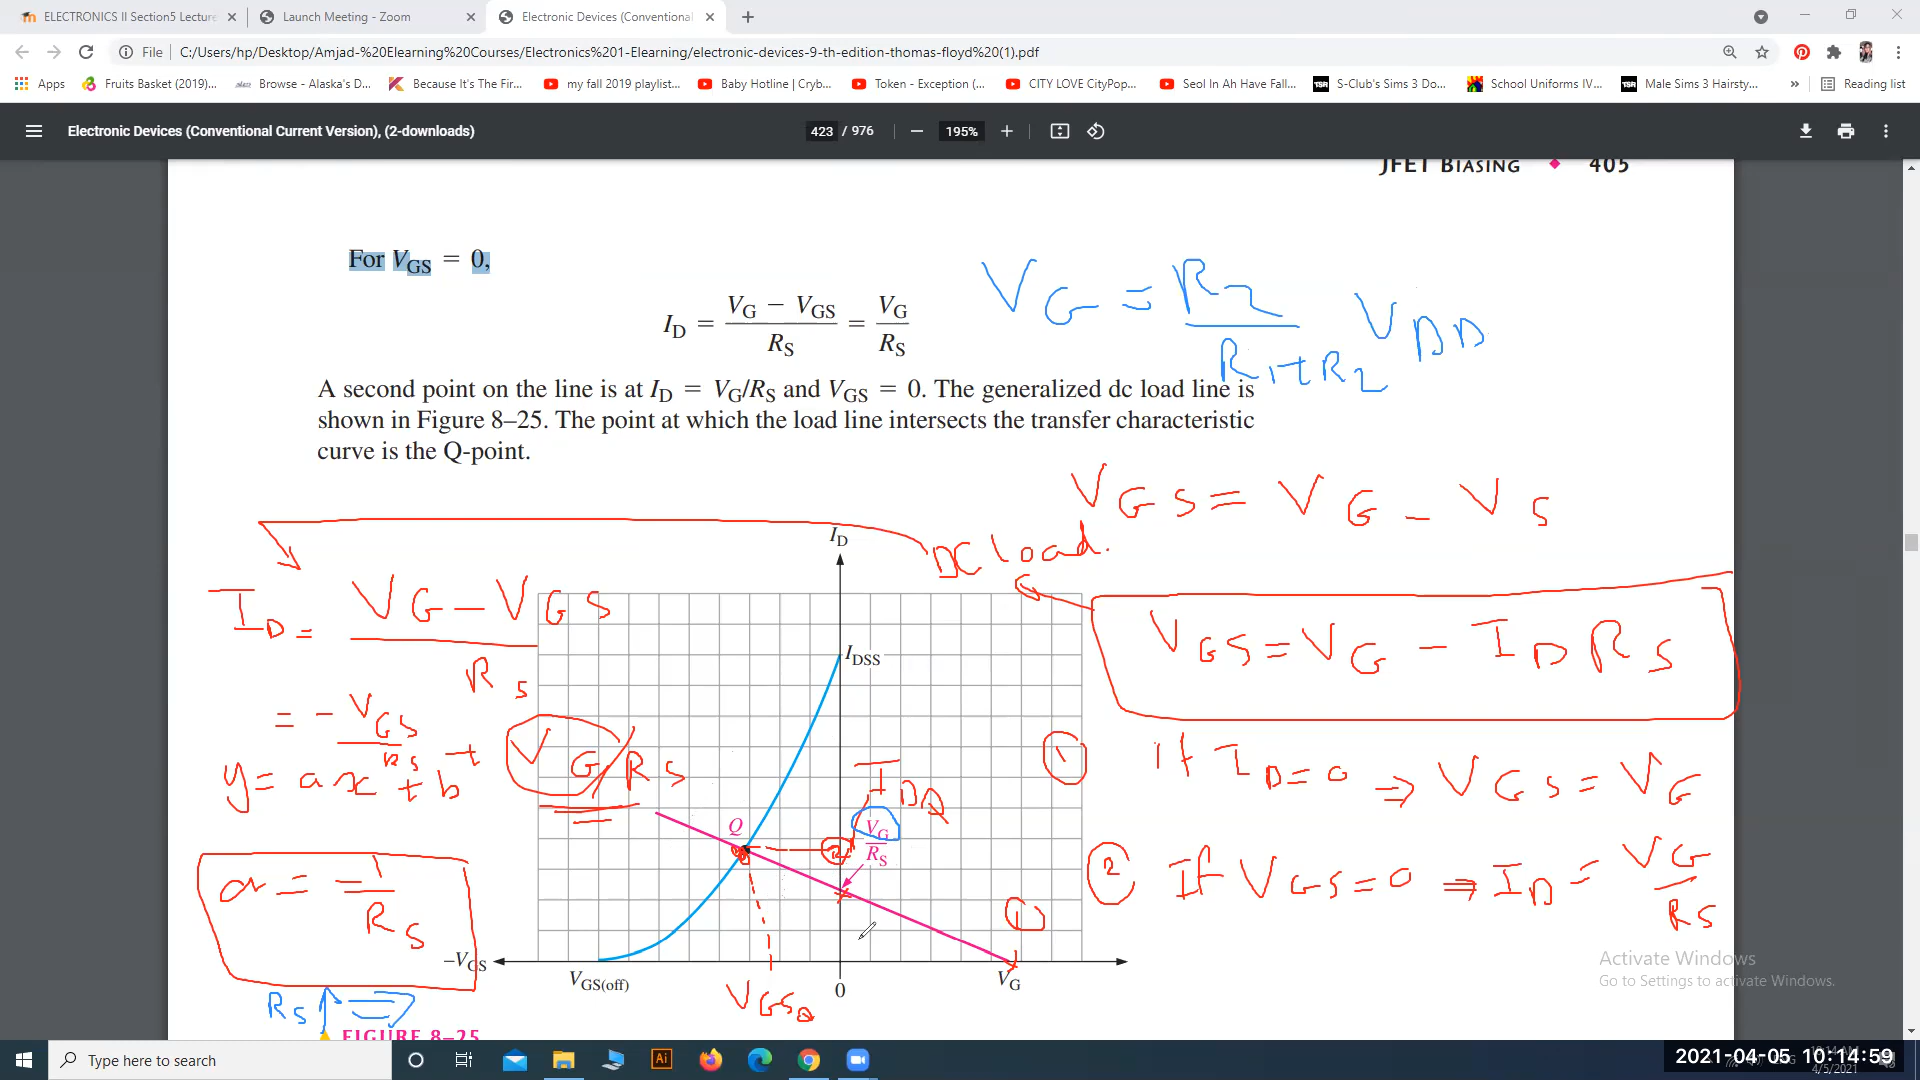 ELECTRONICS II Section5 Lecture
Launch Meeting - Zoom
Electronic Devices (Conventional
File
C:/Users/hp/Desktop/Amjad-%20Elearning%20Courses/Electronics%201-Elearning/electronic-devices-9-th-edition-thomas-floyd%20(1).pdf
Apps
Fruits Basket (2019)...
Browse - Alaska's D...
Because It's The Fir...
my fall 2019 playlist...
Baby Hotline | Cryb...
Token - Exception (...
CITY LOVE CityPop...
Seol In Ah Have Fall...
S-Club's Sims 3 Do...
School Uniforms IV...
Male Sims 3 Hairsty...
»
Reading list
Electronic Devices (Conventional Current Version), (2-downloads)
423 / 976
195%
JFET BIASING ◆ 405
For VGS = 0,
ID = (VG − VGS)/RS = VG/RS
VG = R2/(R1+R2) VDD
A second point on the line is at ID = VG/RS and VGS = 0. The generalized dc load line is
shown in Figure 8–25. The point at which the load line intersects the transfer characteristic
curve is the Q-point.
VGS = VG - VS
DC load.
ID = (VG - VGS)/RS
VGS = VG - ID RS
= - VGS/RS + VG/RS
y = ax + b
a = -1/RS
RS ↑ ⇒
① If ID = 0 ⇒ VGS = VG
② If VGS = 0 ⇒ ID = VG/RS
ID
IDSS
IDQ
Q
②
VG/RS
①
−VGS
VGS(off)
VGSQ
0
VG
FIGURE 8–25
Activate Windows
Go to Settings to activate Windows.
Type here to search
Ai
2021-04-05 10:14:59
4/5/2021